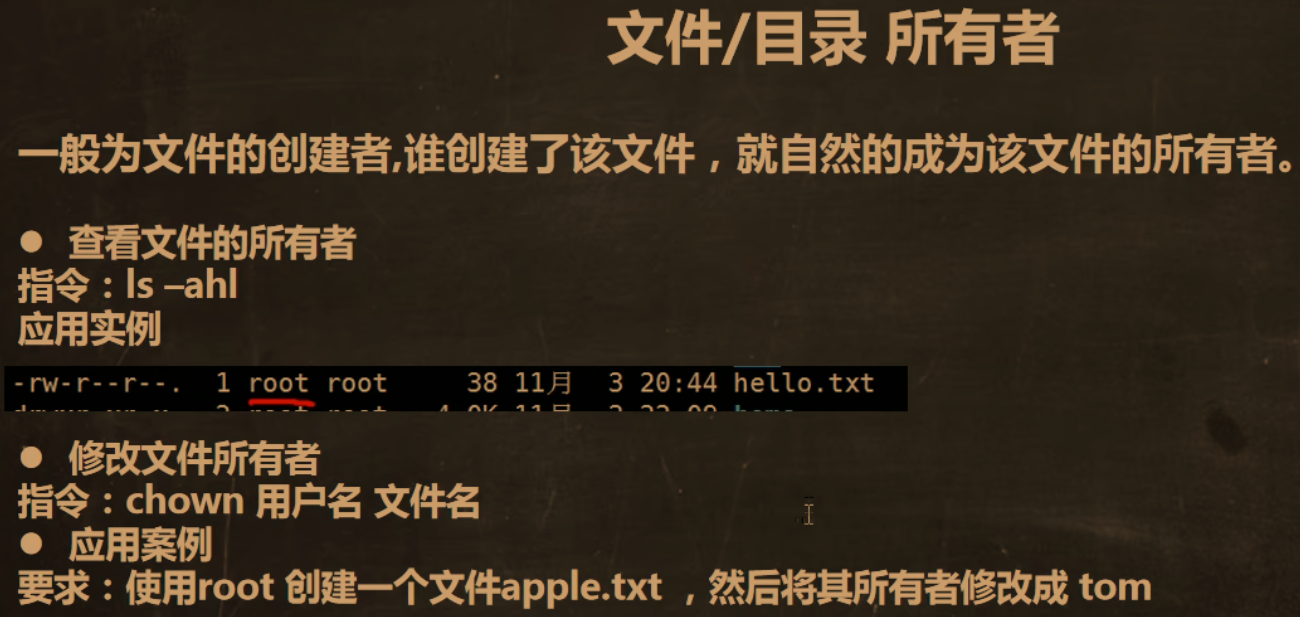 文件/目录 所有者
一般为文件的创建者,谁创建了该文件，就自然的成为该文件的所有者。
● 查看文件的所有者
指令：ls –ahl
应用实例
-rw-r--r--. 1 root root 38 11月 3 20:44 hello.txt
● 修改文件所有者
指令：chown 用户名 文件名
● 应用案例
要求：使用root 创建一个文件apple.txt ，然后将其所有者修改成 tom